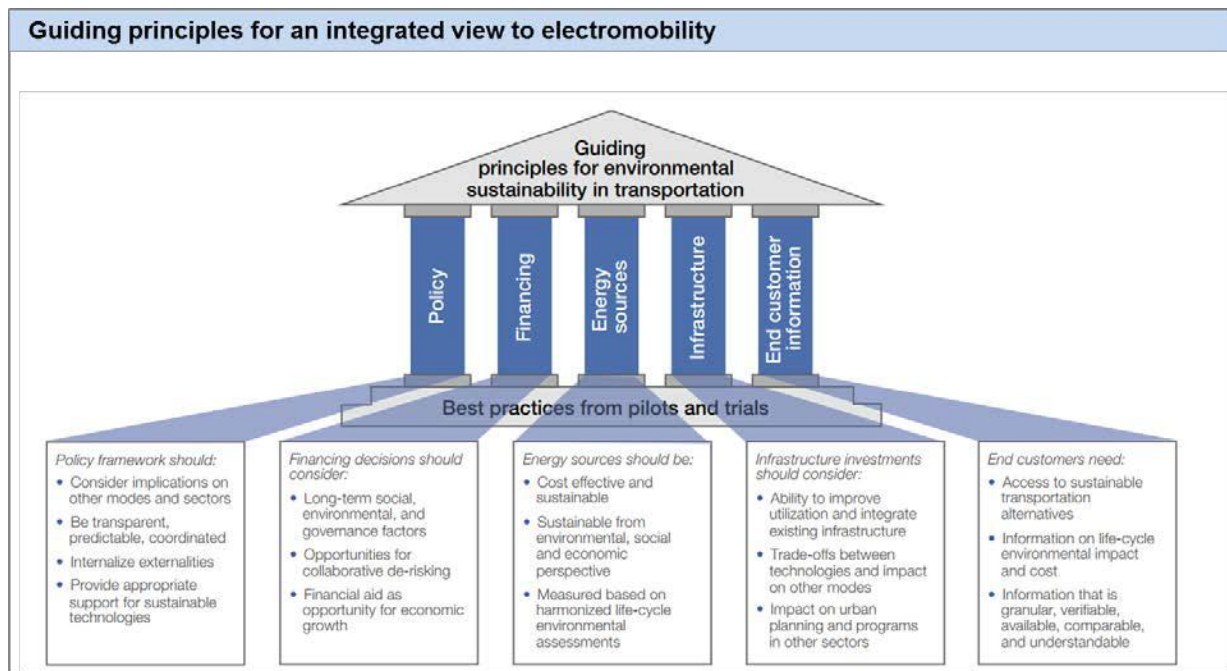 Guiding principles for an integrated view to electromobility
Guiding
principles for environmental
sustainability in transportation
Policy
Financing
Energy
sources
Infrastructure
End customer
information
Best practices from pilots and trials
Policy framework should:
• Consider implications on
other modes and sectors
• Be transparent,
predictable, coordinated
• Internalize externalities
• Provide appropriate
support for sustainable
technologies
Financing decisions should
consider:
• Long-term social,
environmental, and
governance factors
• Opportunities for
collaborative de-risking
• Financial aid as
opportunity for economic
growth
Energy sources should be:
• Cost effective and
sustainable
• Sustainable from
environmental, social
and economic
perspective
• Measured based on
harmonized life-cycle
environmental
assessments
Infrastructure investments
should consider:
• Ability to improve
utilization and integrate
existing infrastructure
• Trade-offs between
technologies and impact
on other modes
• Impact on urban
planning and programs
in other sectors
End customers need:
• Access to sustainable
transportation
alternatives
• Information on life-cycle
environmental impact
and cost
• Information that is
granular, verifiable,
available, comparable,
and understandable